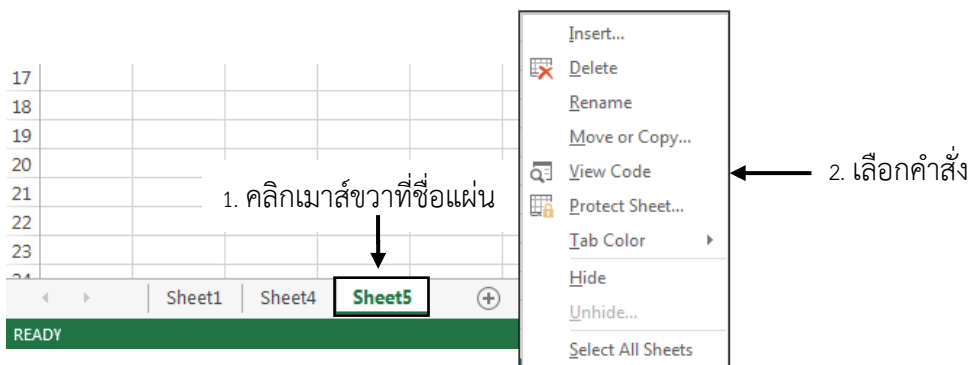 17
18
19
20
21
22
23
24
1. คลิกเมาส์ขวาที่ชื่อแผ่น
Sheet1 Sheet4 Sheet5
READY
Insert...
Delete
Rename
Move or Copy...
View Code
Protect Sheet...
Tab Color
Hide
Unhide...
Select All Sheets
2. เลือกคำสั่ง